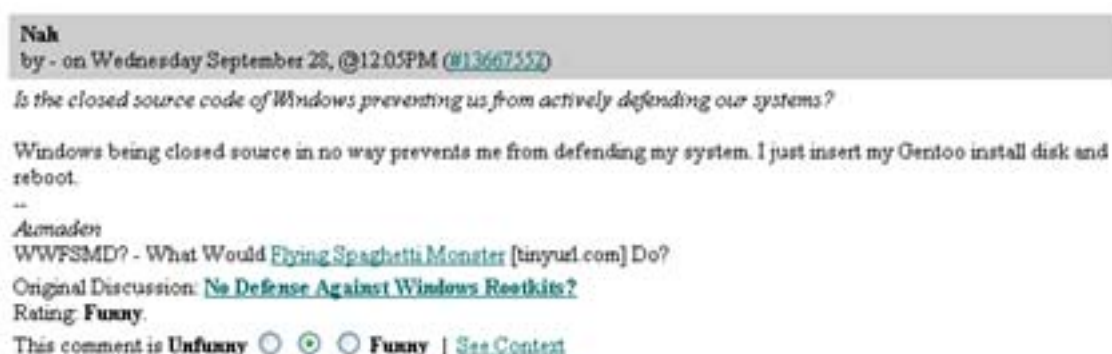 Nah
by - on Wednesday September 28, @12:05PM (#13667552)
Is the closed source code of Windows preventing us from actively defending our systems?
Windows being closed source in no way prevents me from defending my system. I just insert my Gentoo install disk and
reboot.
--
Aumaden
WWFSMD? - What Would Flying Spaghetti Monster [tinyurl.com] Do?
Original Discussion: No Defense Against Windows Rootkits?
Rating: Funny.
This comment is Unfunny Funny | See Context